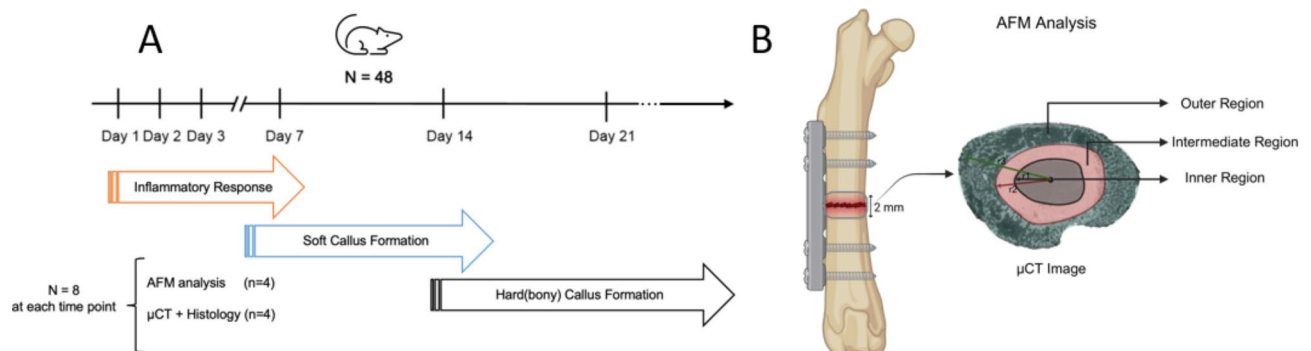 A
N = 48
Day 1 Day 2 Day 3 Day 7 Day 14 Day 21
Inflammatory Response
Soft Callus Formation
Hard(bony) Callus Formation
N = 8
at each time point
AFM analysis (n=4)
µCT + Histology (n=4)
B
AFM Analysis
2 mm
Outer Region
Intermediate Region
Inner Region
r2
µCT Image